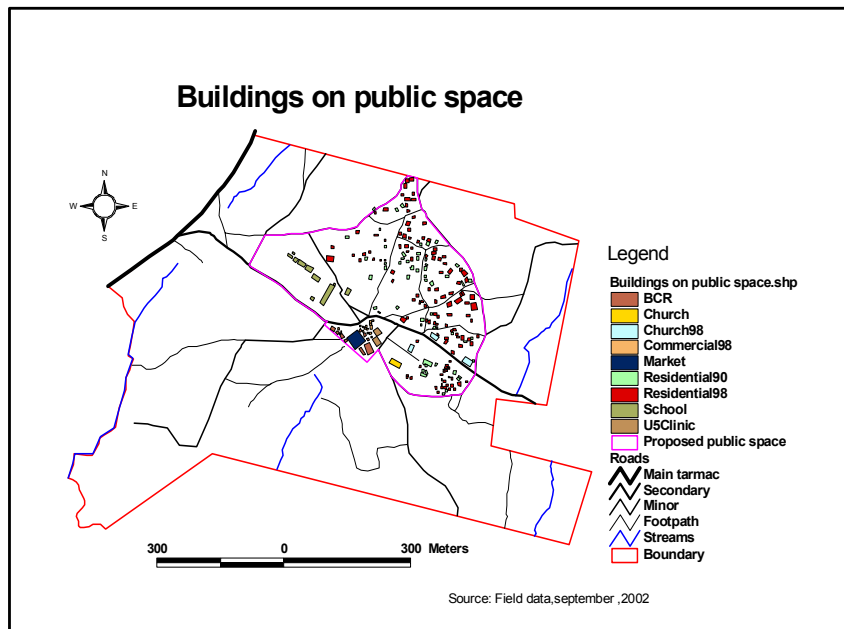 Buildings on public space
N
W E
S
Legend
Buildings on public space.shp
BCR
Church
Church98
Commercial98
Market
Residential90
Residential98
School
U5Clinic
Proposed public space
Roads
Main tarmac
Secondary
Minor
Footpath
Streams
Boundary
300 0 300 Meters
Source: Field data,september ,2002